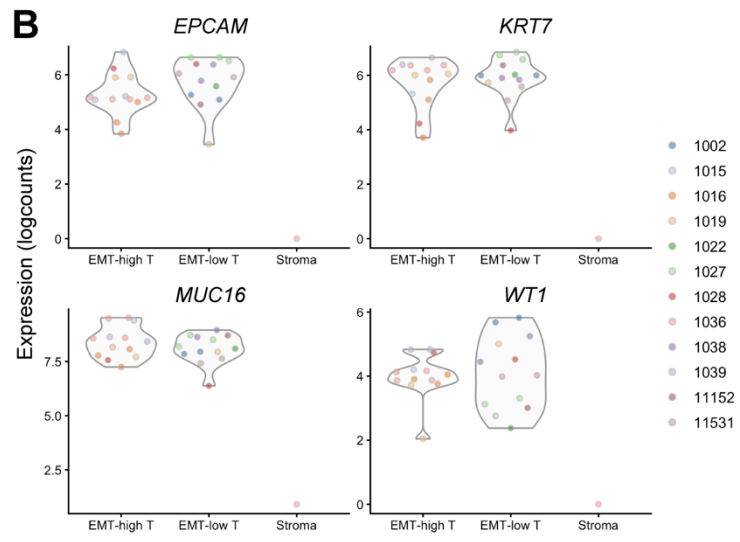 B
EPCAM
KRT7
Expression (logcounts)
6
4
2
0
EMT-high T
EMT-low T
Stroma
6
4
2
0
EMT-high T
EMT-low T
Stroma
MUC16
WT1
7.5
5.0
2.5
EMT-high T
EMT-low T
Stroma
6
4
2
0
EMT-high T
EMT-low T
Stroma
1002
1015
1016
1019
1022
1027
1028
1036
1038
1039
11152
11531